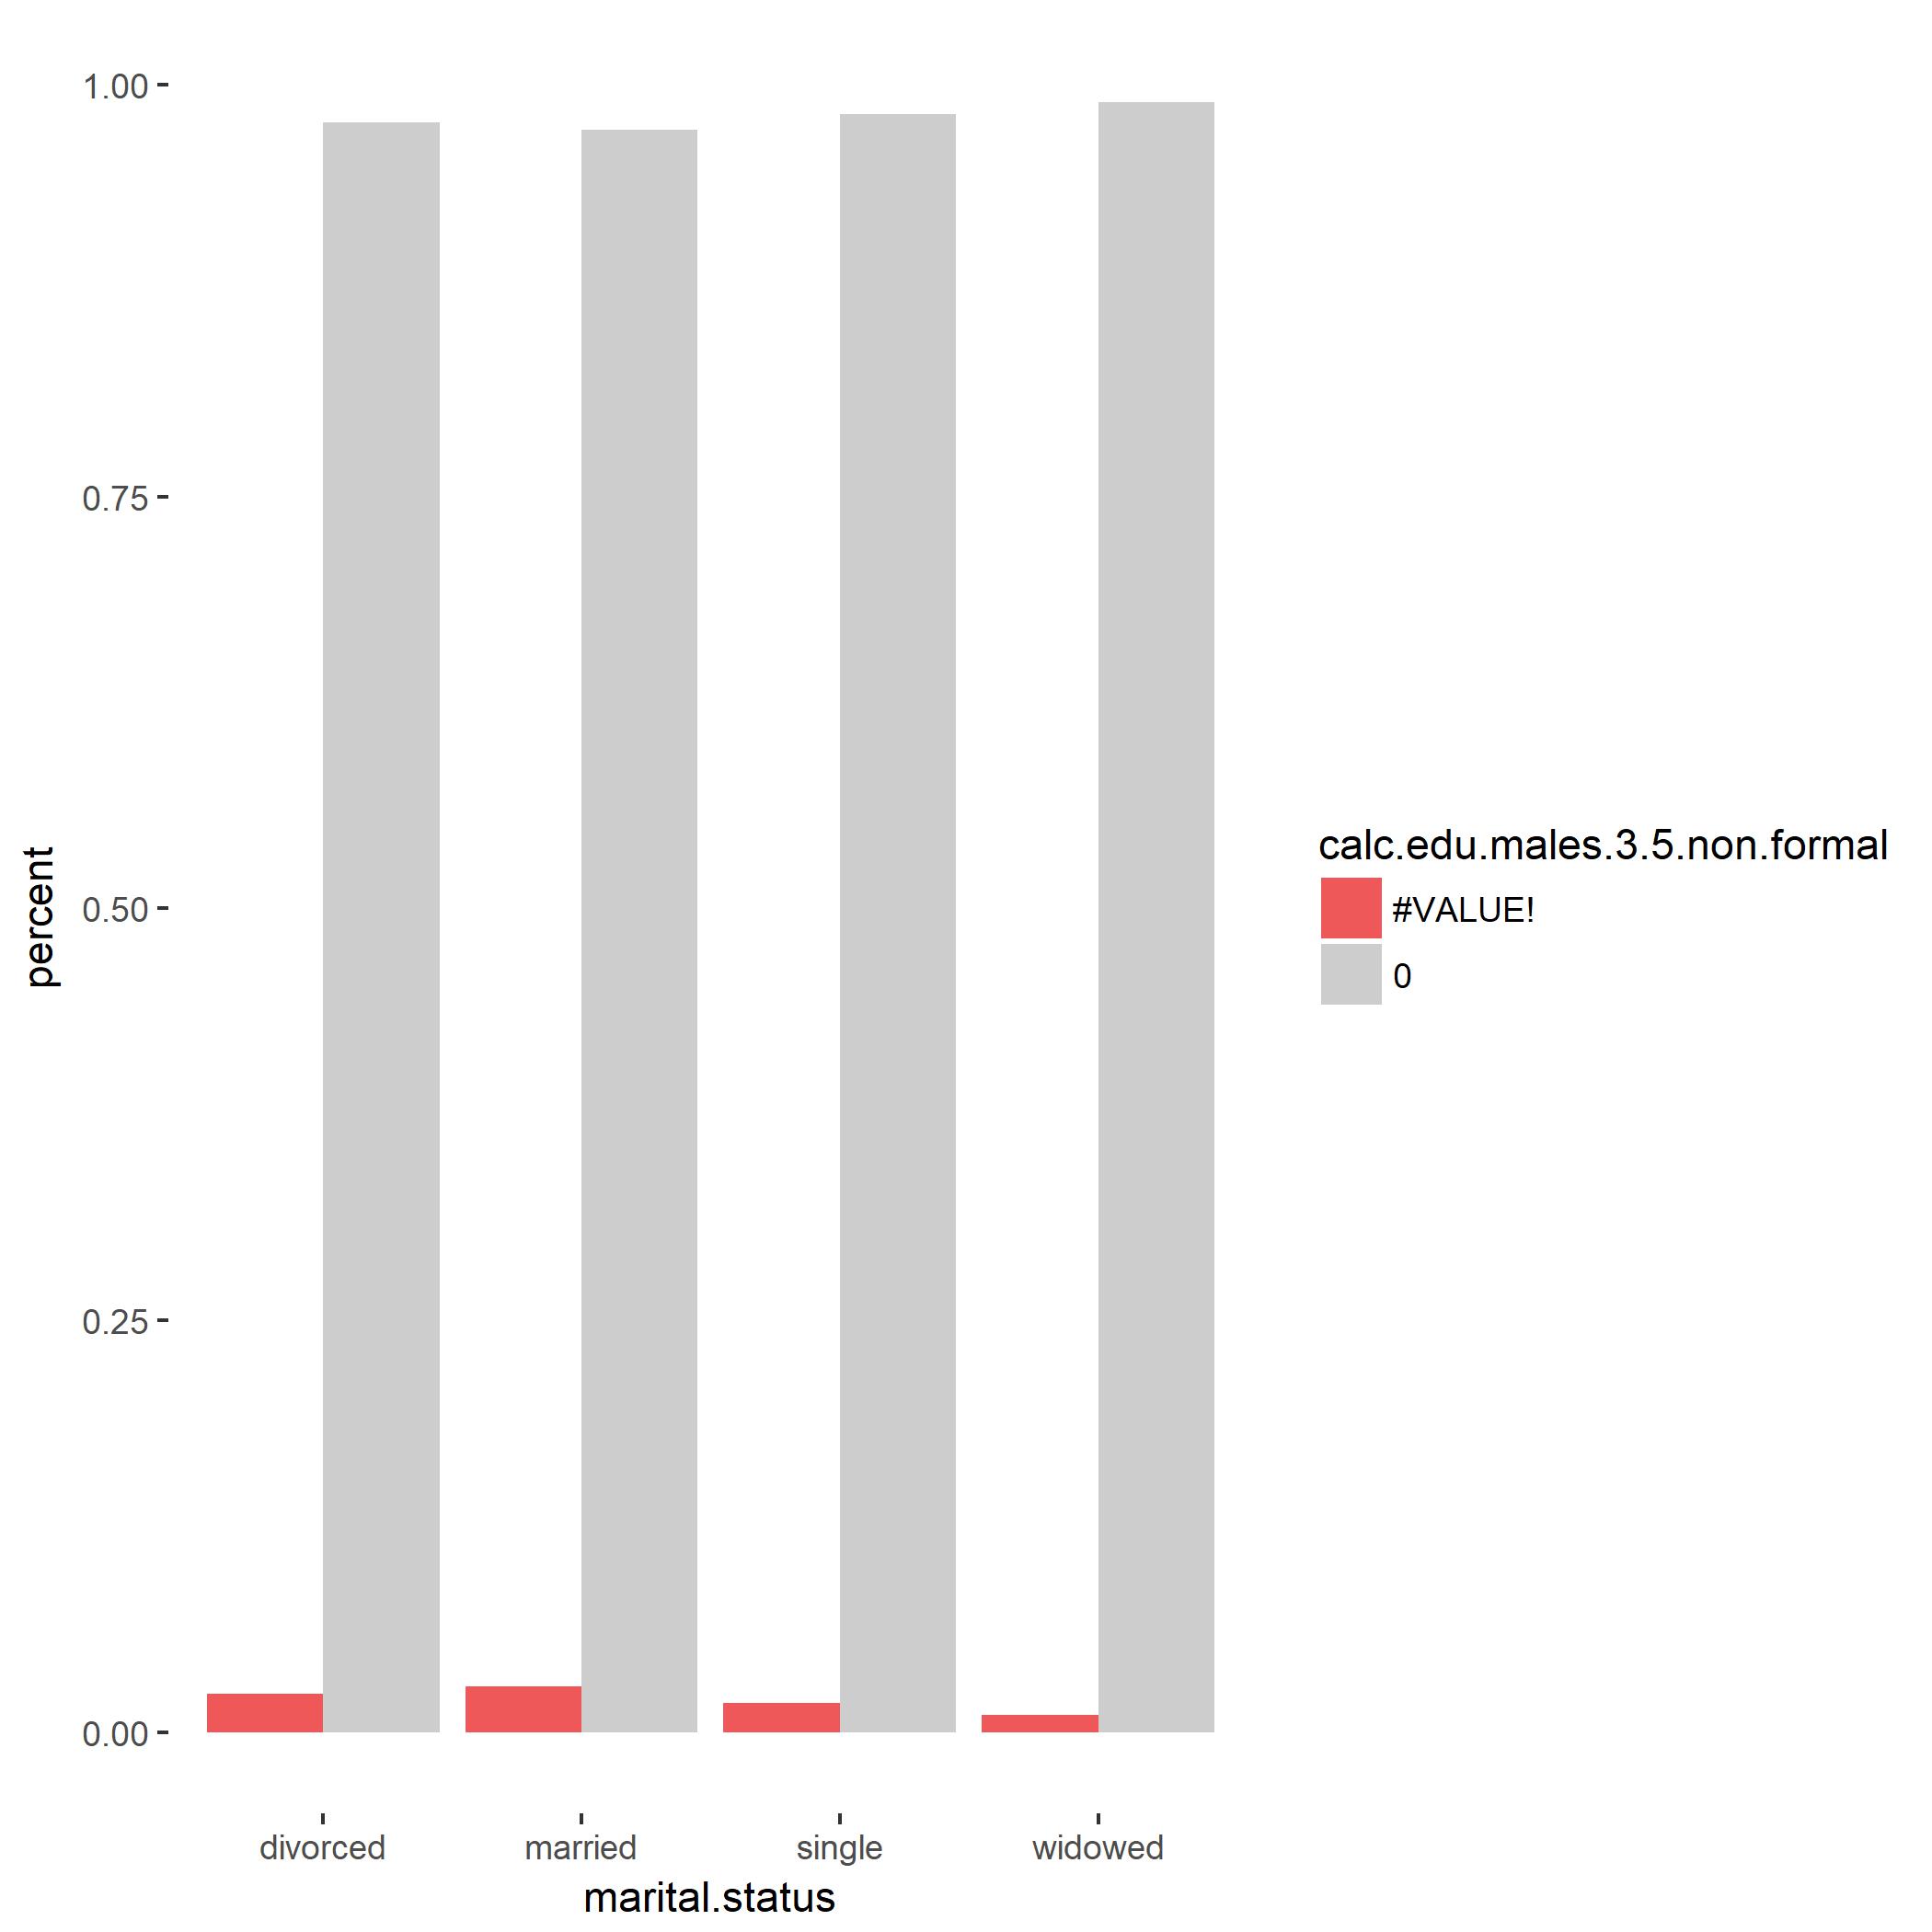 percent
1.00
0.75
0.50
0.25
0.00
divorced married single widowed
marital.status
calc.edu.males.3.5.non.formal
#VALUE!
0